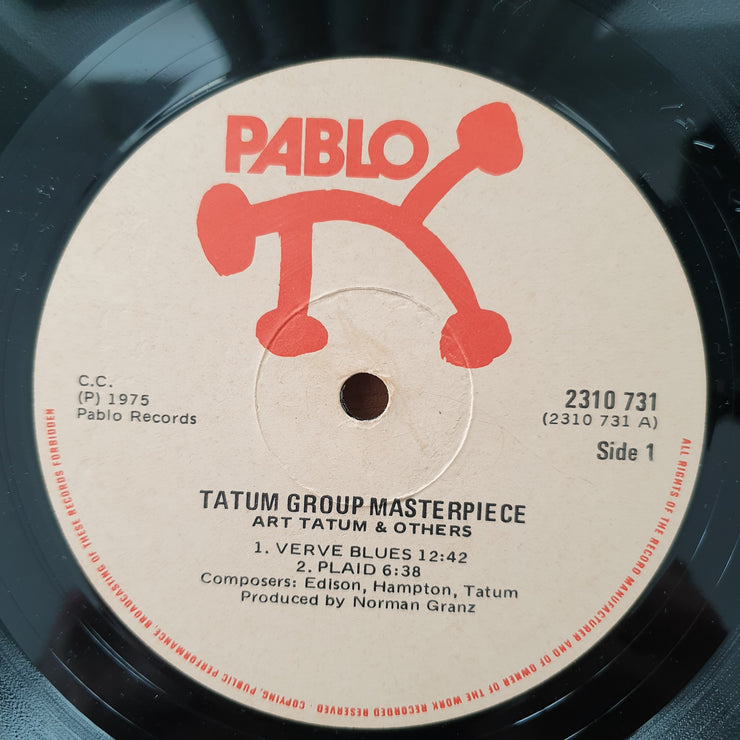 PABLO
C.C.
(P) 1975
Pablo Records
2310 731
(2310 731 A)
Side 1
TATUM GROUP MASTERPIECE
ART TATUM & OTHERS
1. VERVE BLUES 12:42
2. PLAID 6:38
Composers: Edison, Hampton, Tatum
Produced by Norman Granz
ALL RIGHTS OF THE RECORD MANUFACTURER AND OF OWNER OF THE WORK RECORDED RESERVED · COPYING, PUBLIC PERFORMANCE, BROADCASTING OF THESE RECORDS FORBIDDEN